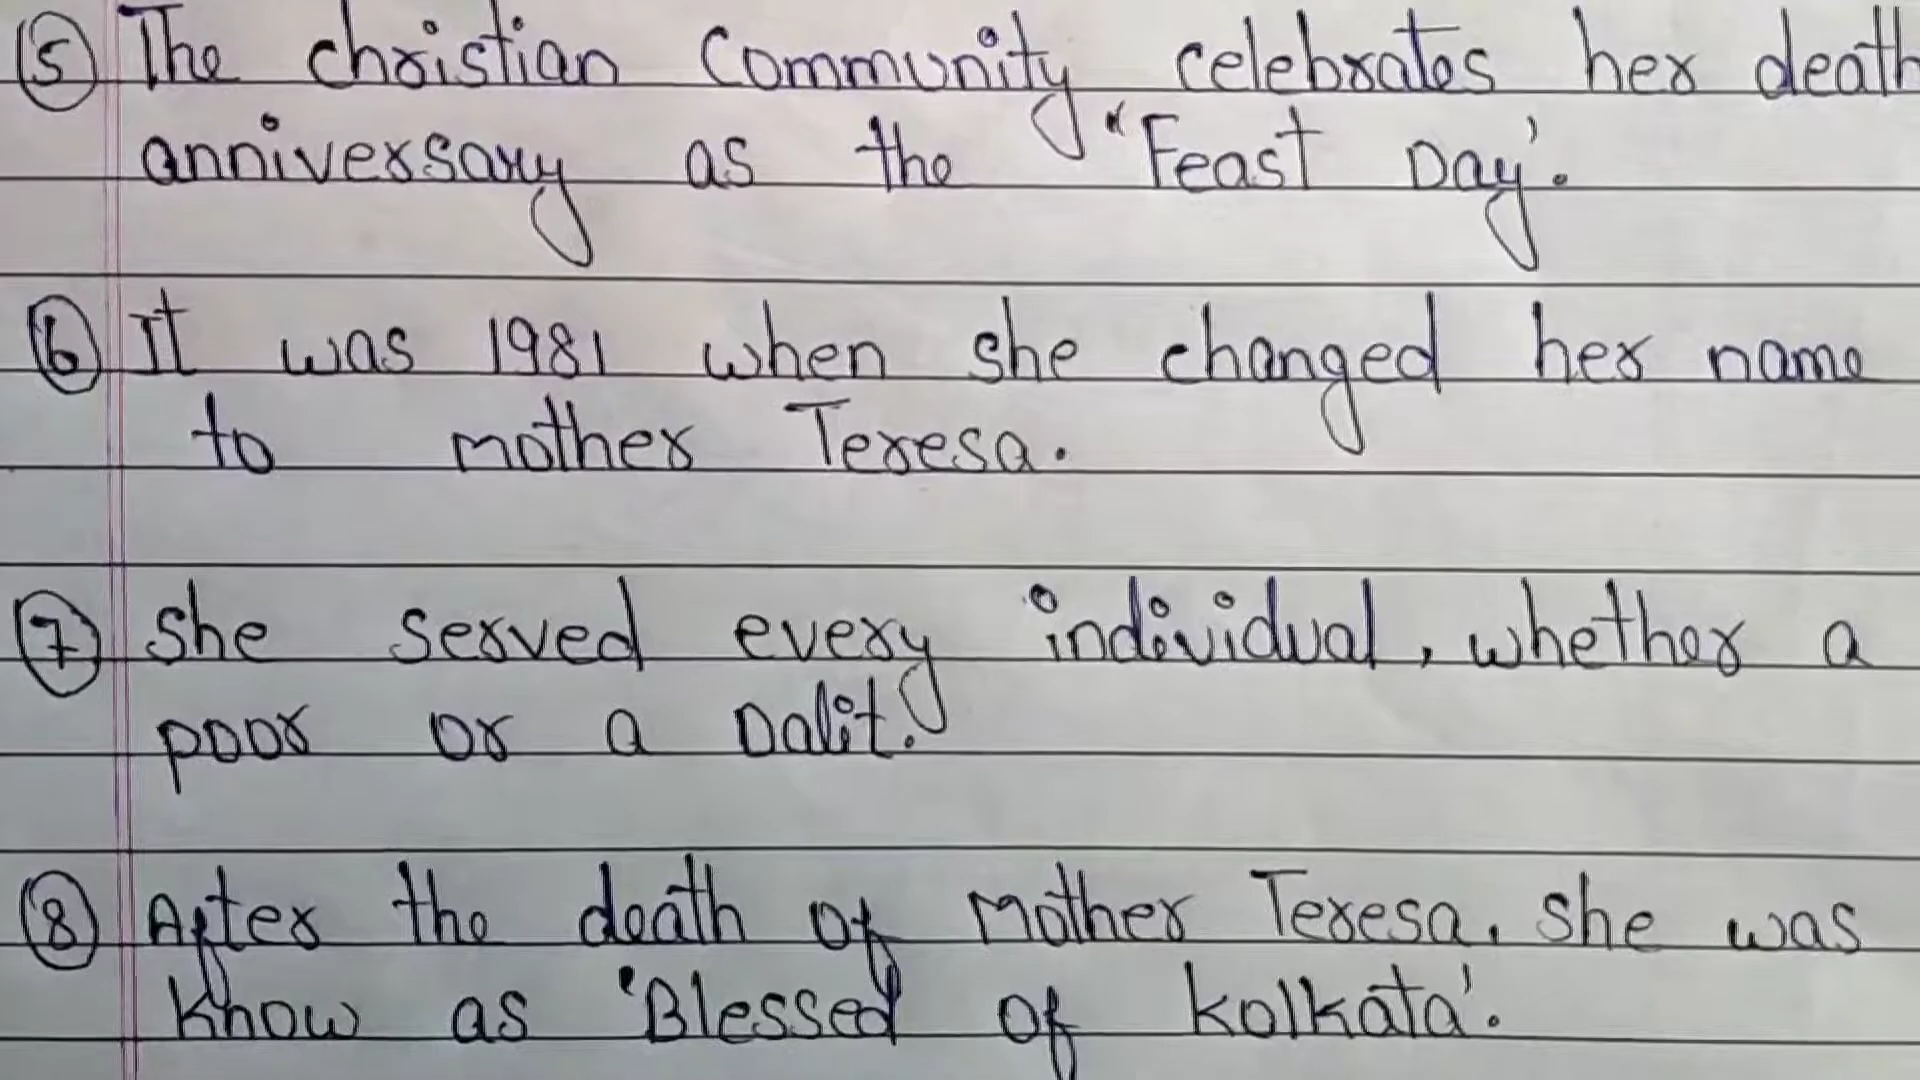 5 The christian Community celebrates her death
anniversary as the 'Feast Day'.
6 It was 1981 when she changed her name
to mother Teresa.
7 She served every individual, whether a
poor or a Dalit.
8 After the death of Mother Teresa, she was
know as 'Blessed of Kolkata'.